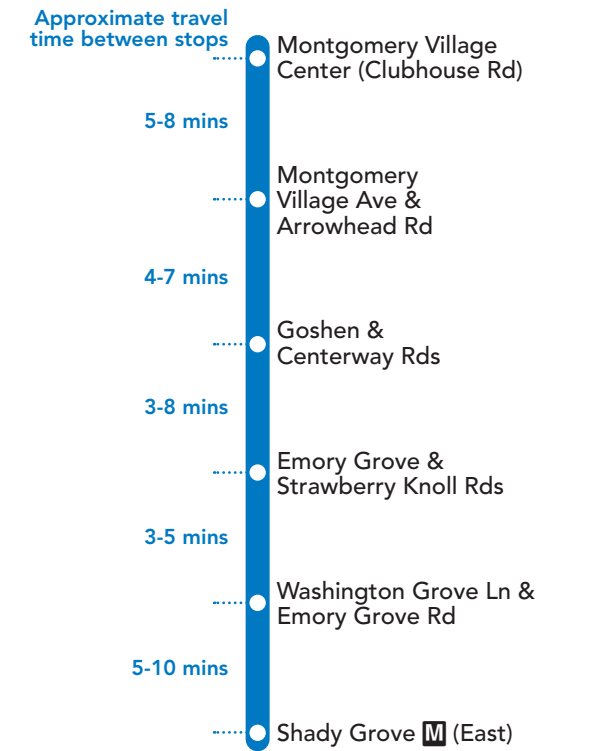 Approximate travel
time between stops
Montgomery Village
Center (Clubhouse Rd)
5-8 mins
Montgomery
Village Ave &
Arrowhead Rd
4-7 mins
Goshen &
Centerway Rds
3-8 mins
Emory Grove &
Strawberry Knoll Rds
3-5 mins
Washington Grove Ln &
Emory Grove Rd
5-10 mins
Shady Grove M (East)